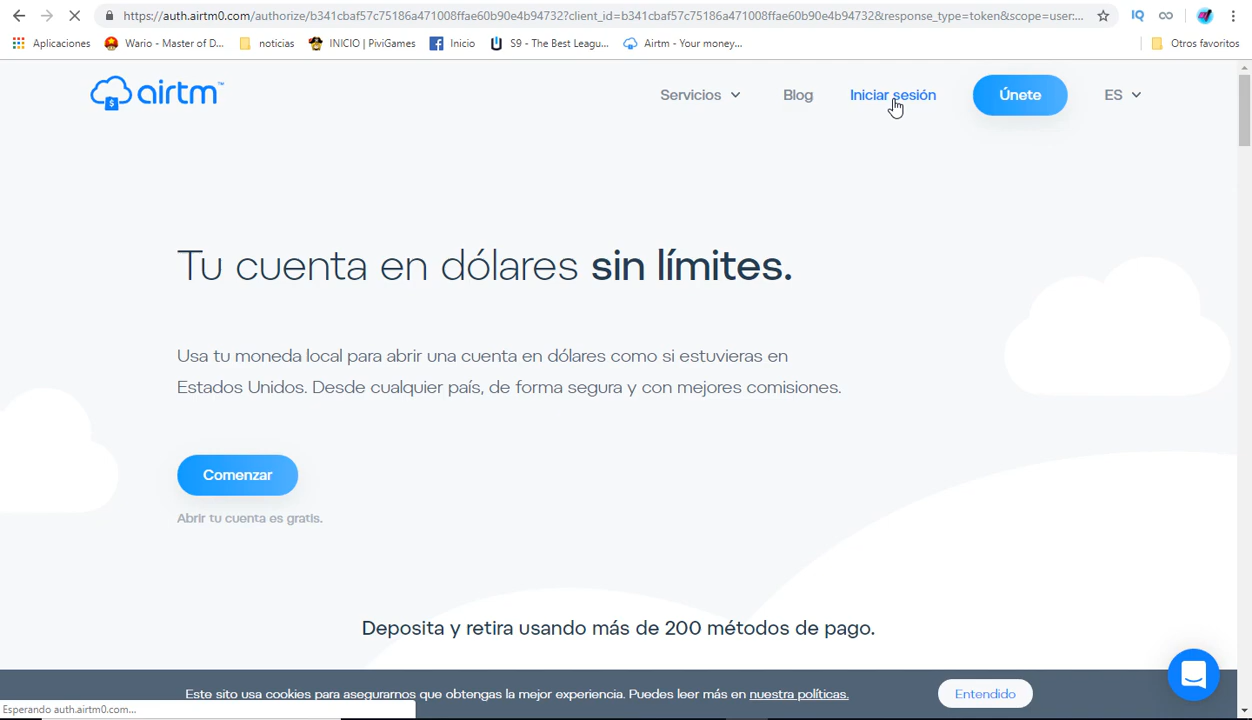 https://auth.airtm0.com/authorize/b341cbaf57c75186a471008ffae60b90e4b94732?client_id=b341cbaf57c75186a471008ffae60b90e4b94732&response_type=token&scope=user:...
IQ
Aplicaciones
Wario - Master of D...
noticias
INICIO | PiviGames
Inicio
S9 - The Best Leagu...
Airtm - Your money...
Otros favoritos
airtm™
Servicios
Blog
Iniciar sesión
Únete
ES
Tu cuenta en dólares sin límites.
Usa tu moneda local para abrir una cuenta en dólares como si estuvieras en
Estados Unidos. Desde cualquier país, de forma segura y con mejores comisiones.
Comenzar
Abrir tu cuenta es gratis.
Deposita y retira usando más de 200 métodos de pago.
Este sito usa cookies para asegurarnos que obtengas la mejor experiencia. Puedes leer más en nuestra políticas.
Entendido
Esperando auth.airtm0.com...